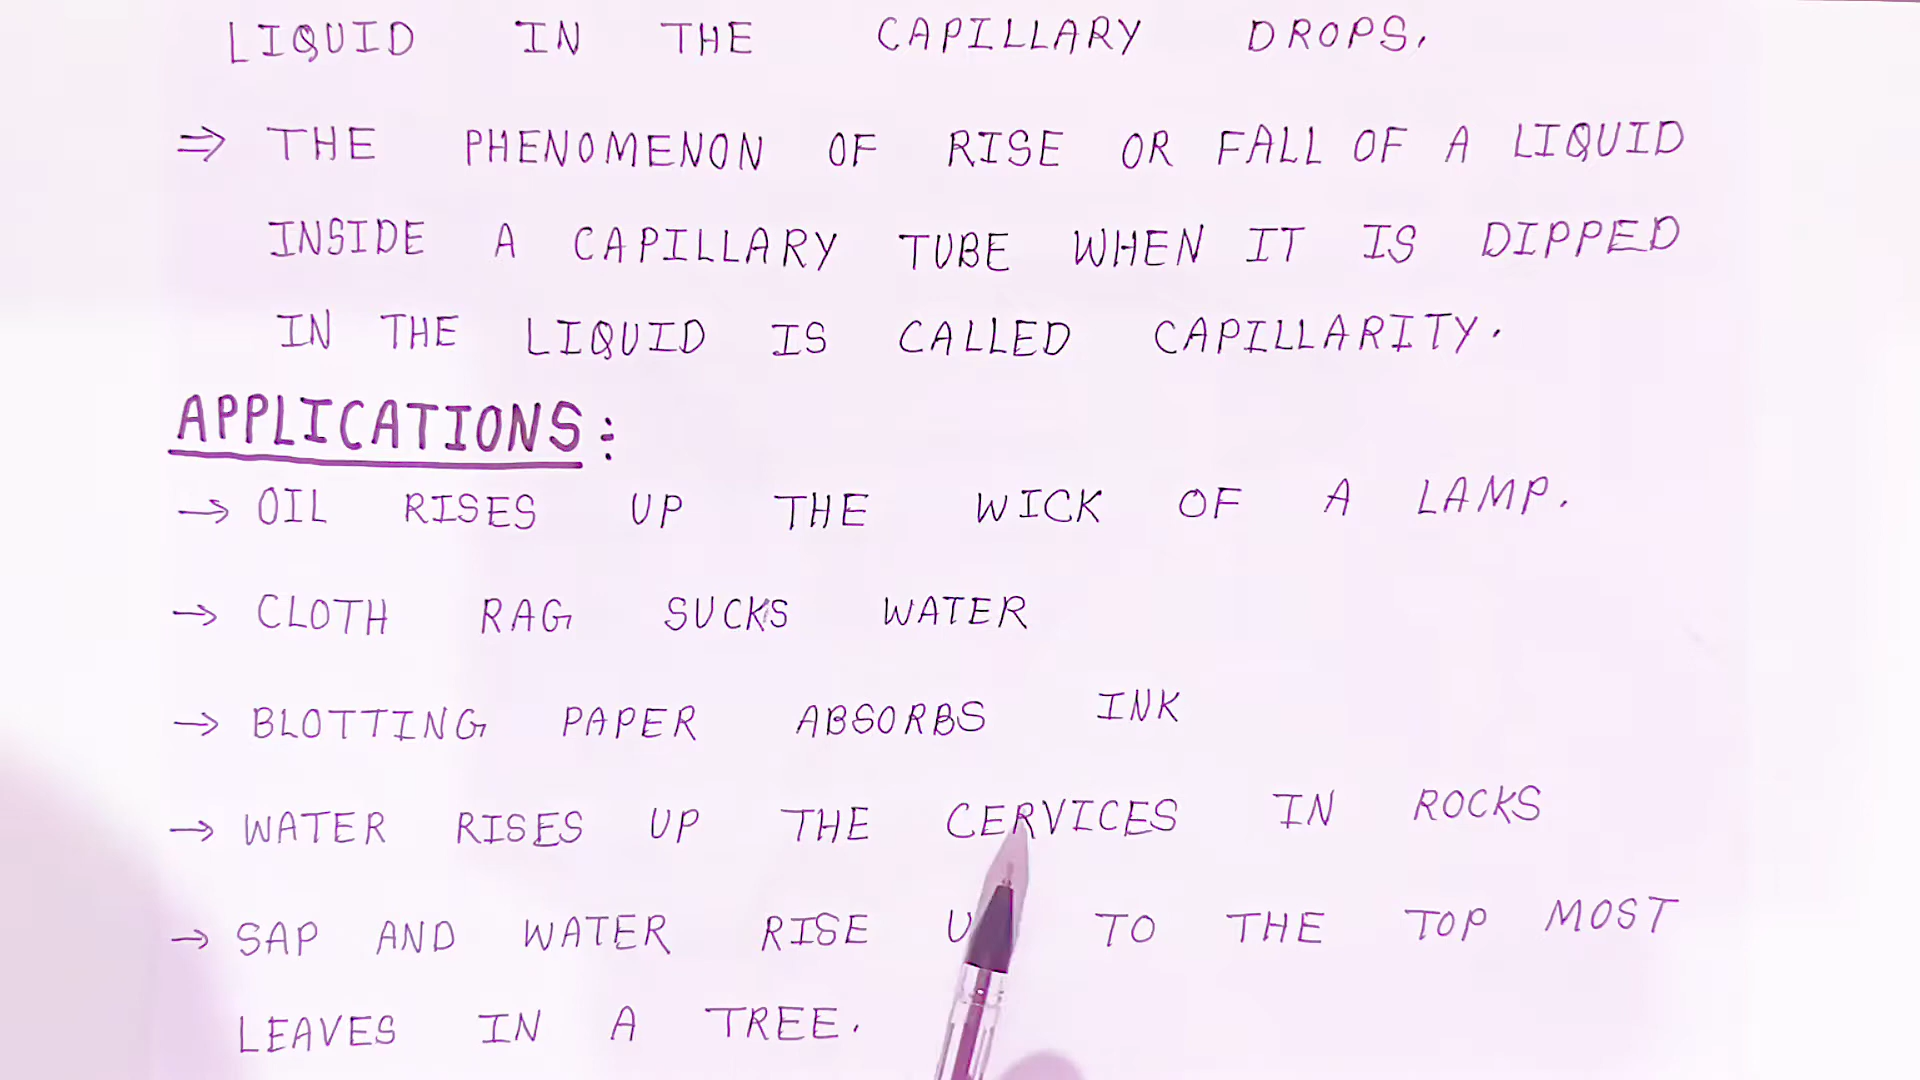 LIQUID IN THE CAPILLARY DROPS.
⇒ THE PHENOMENON OF RISE OR FALL OF A LIQUID
INSIDE A CAPILLARY TUBE WHEN IT IS DIPPED
IN THE LIQUID IS CALLED CAPILLARITY.
APPLICATIONS:
→ OIL RISES UP THE WICK OF A LAMP.
→ CLOTH RAG SUCKS WATER
→ BLOTTING PAPER ABSORBS INK
→ WATER RISES UP THE CERVICES IN ROCKS
→ SAP AND WATER RISE TO THE TOP MOST
LEAVES IN A TREE.